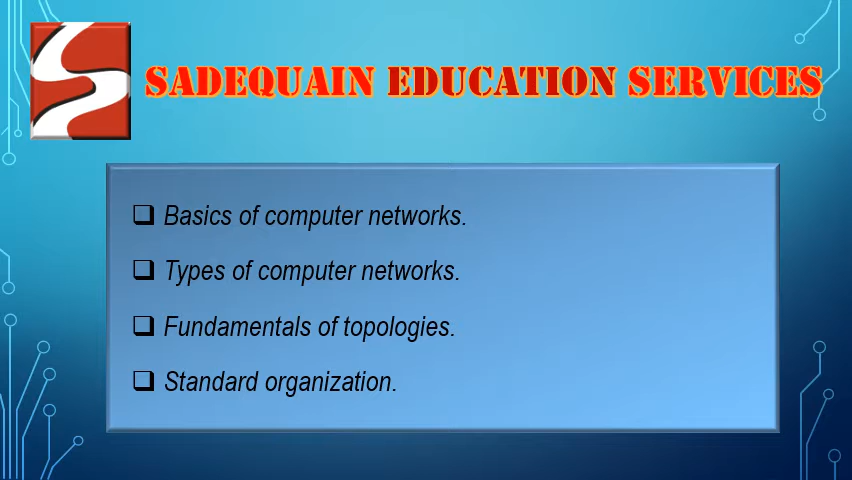 SADEQUAIN EDUCATION SERVICES
❑ Basics of computer networks.
❑ Types of computer networks.
❑ Fundamentals of topologies.
❑ Standard organization.